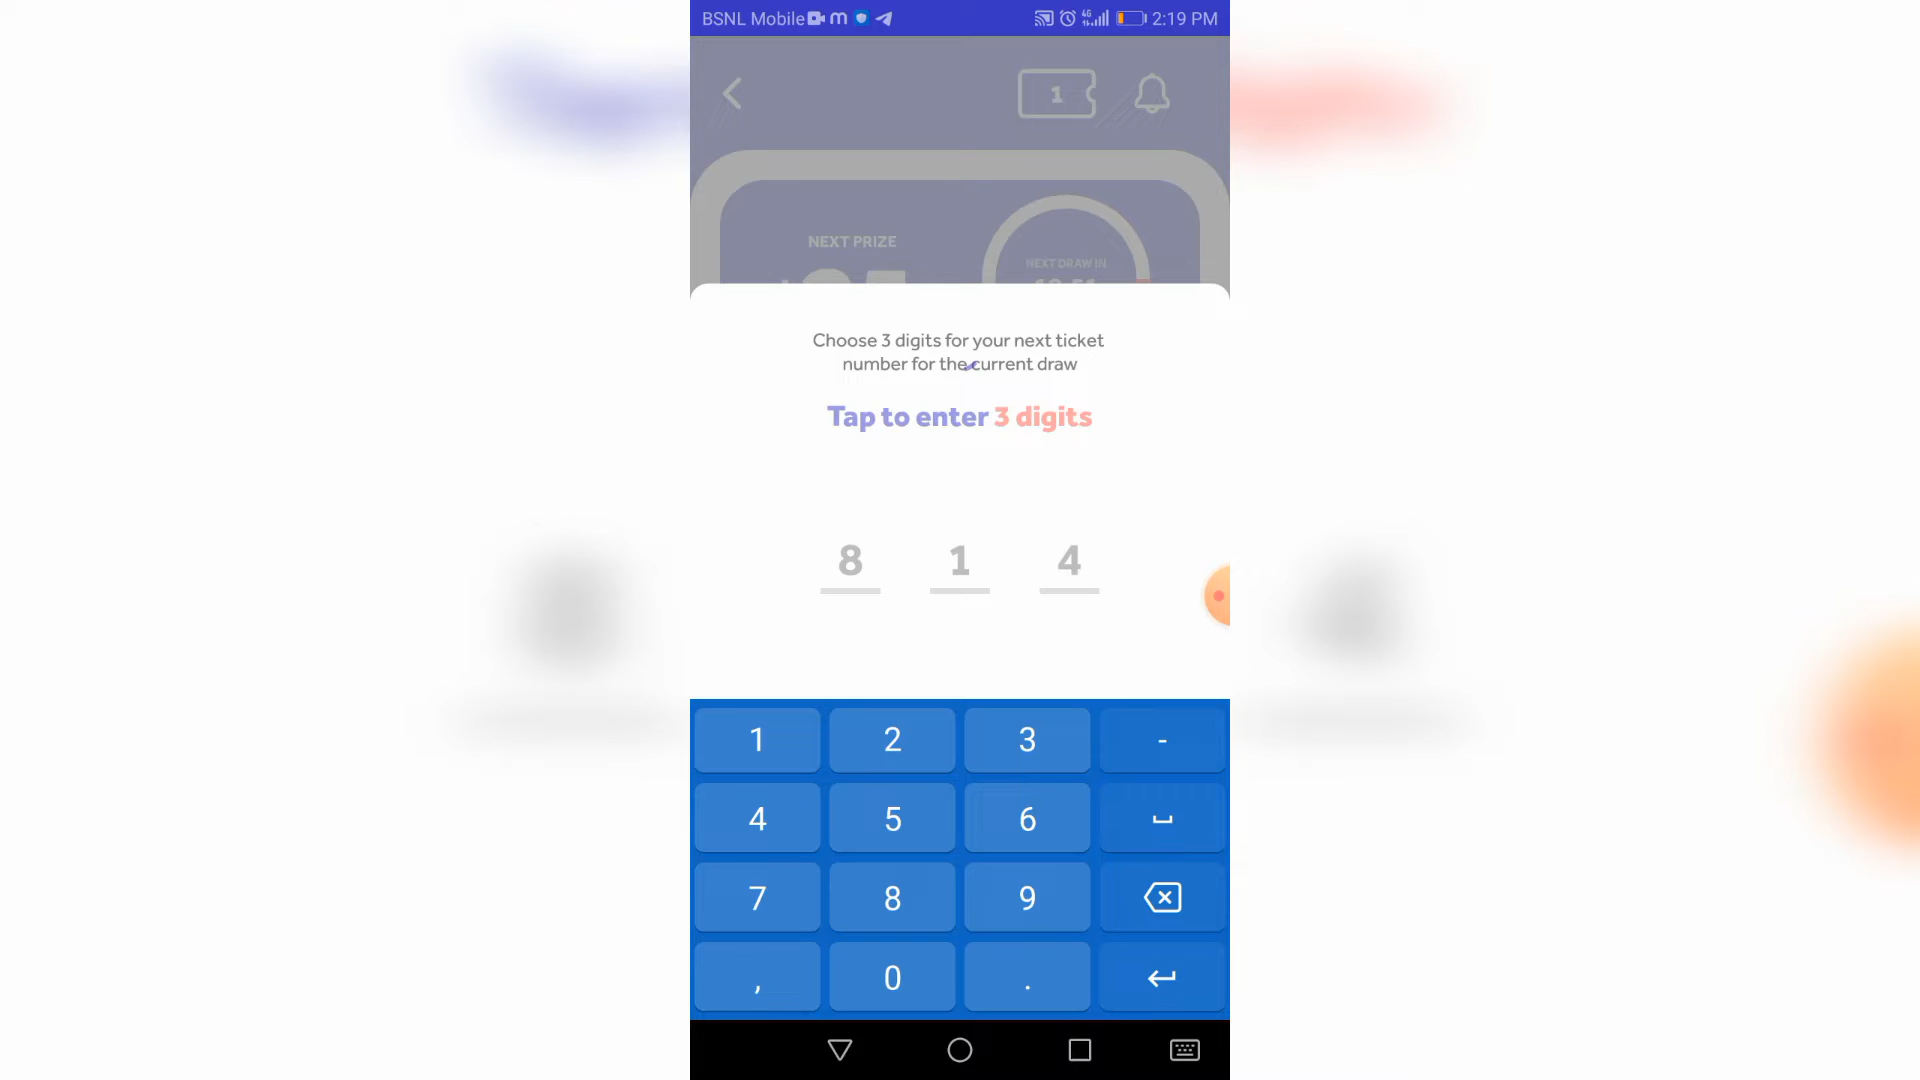 BSNL Mobile
2:19 PM
1
NEXT PRIZE
NEXT DRAW IN
Choose 3 digits for your next ticket
number for the current draw
Tap to enter 3 digits
8 1 4
1 2 3 -
4 5 6
7 8 9
, 0 .